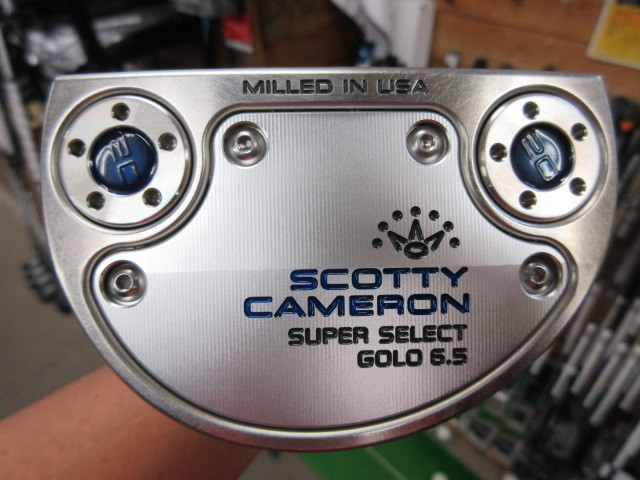 MILLED IN USA
SCOTTY
CAMERON
SUPER SELECT
GOLO 6.5